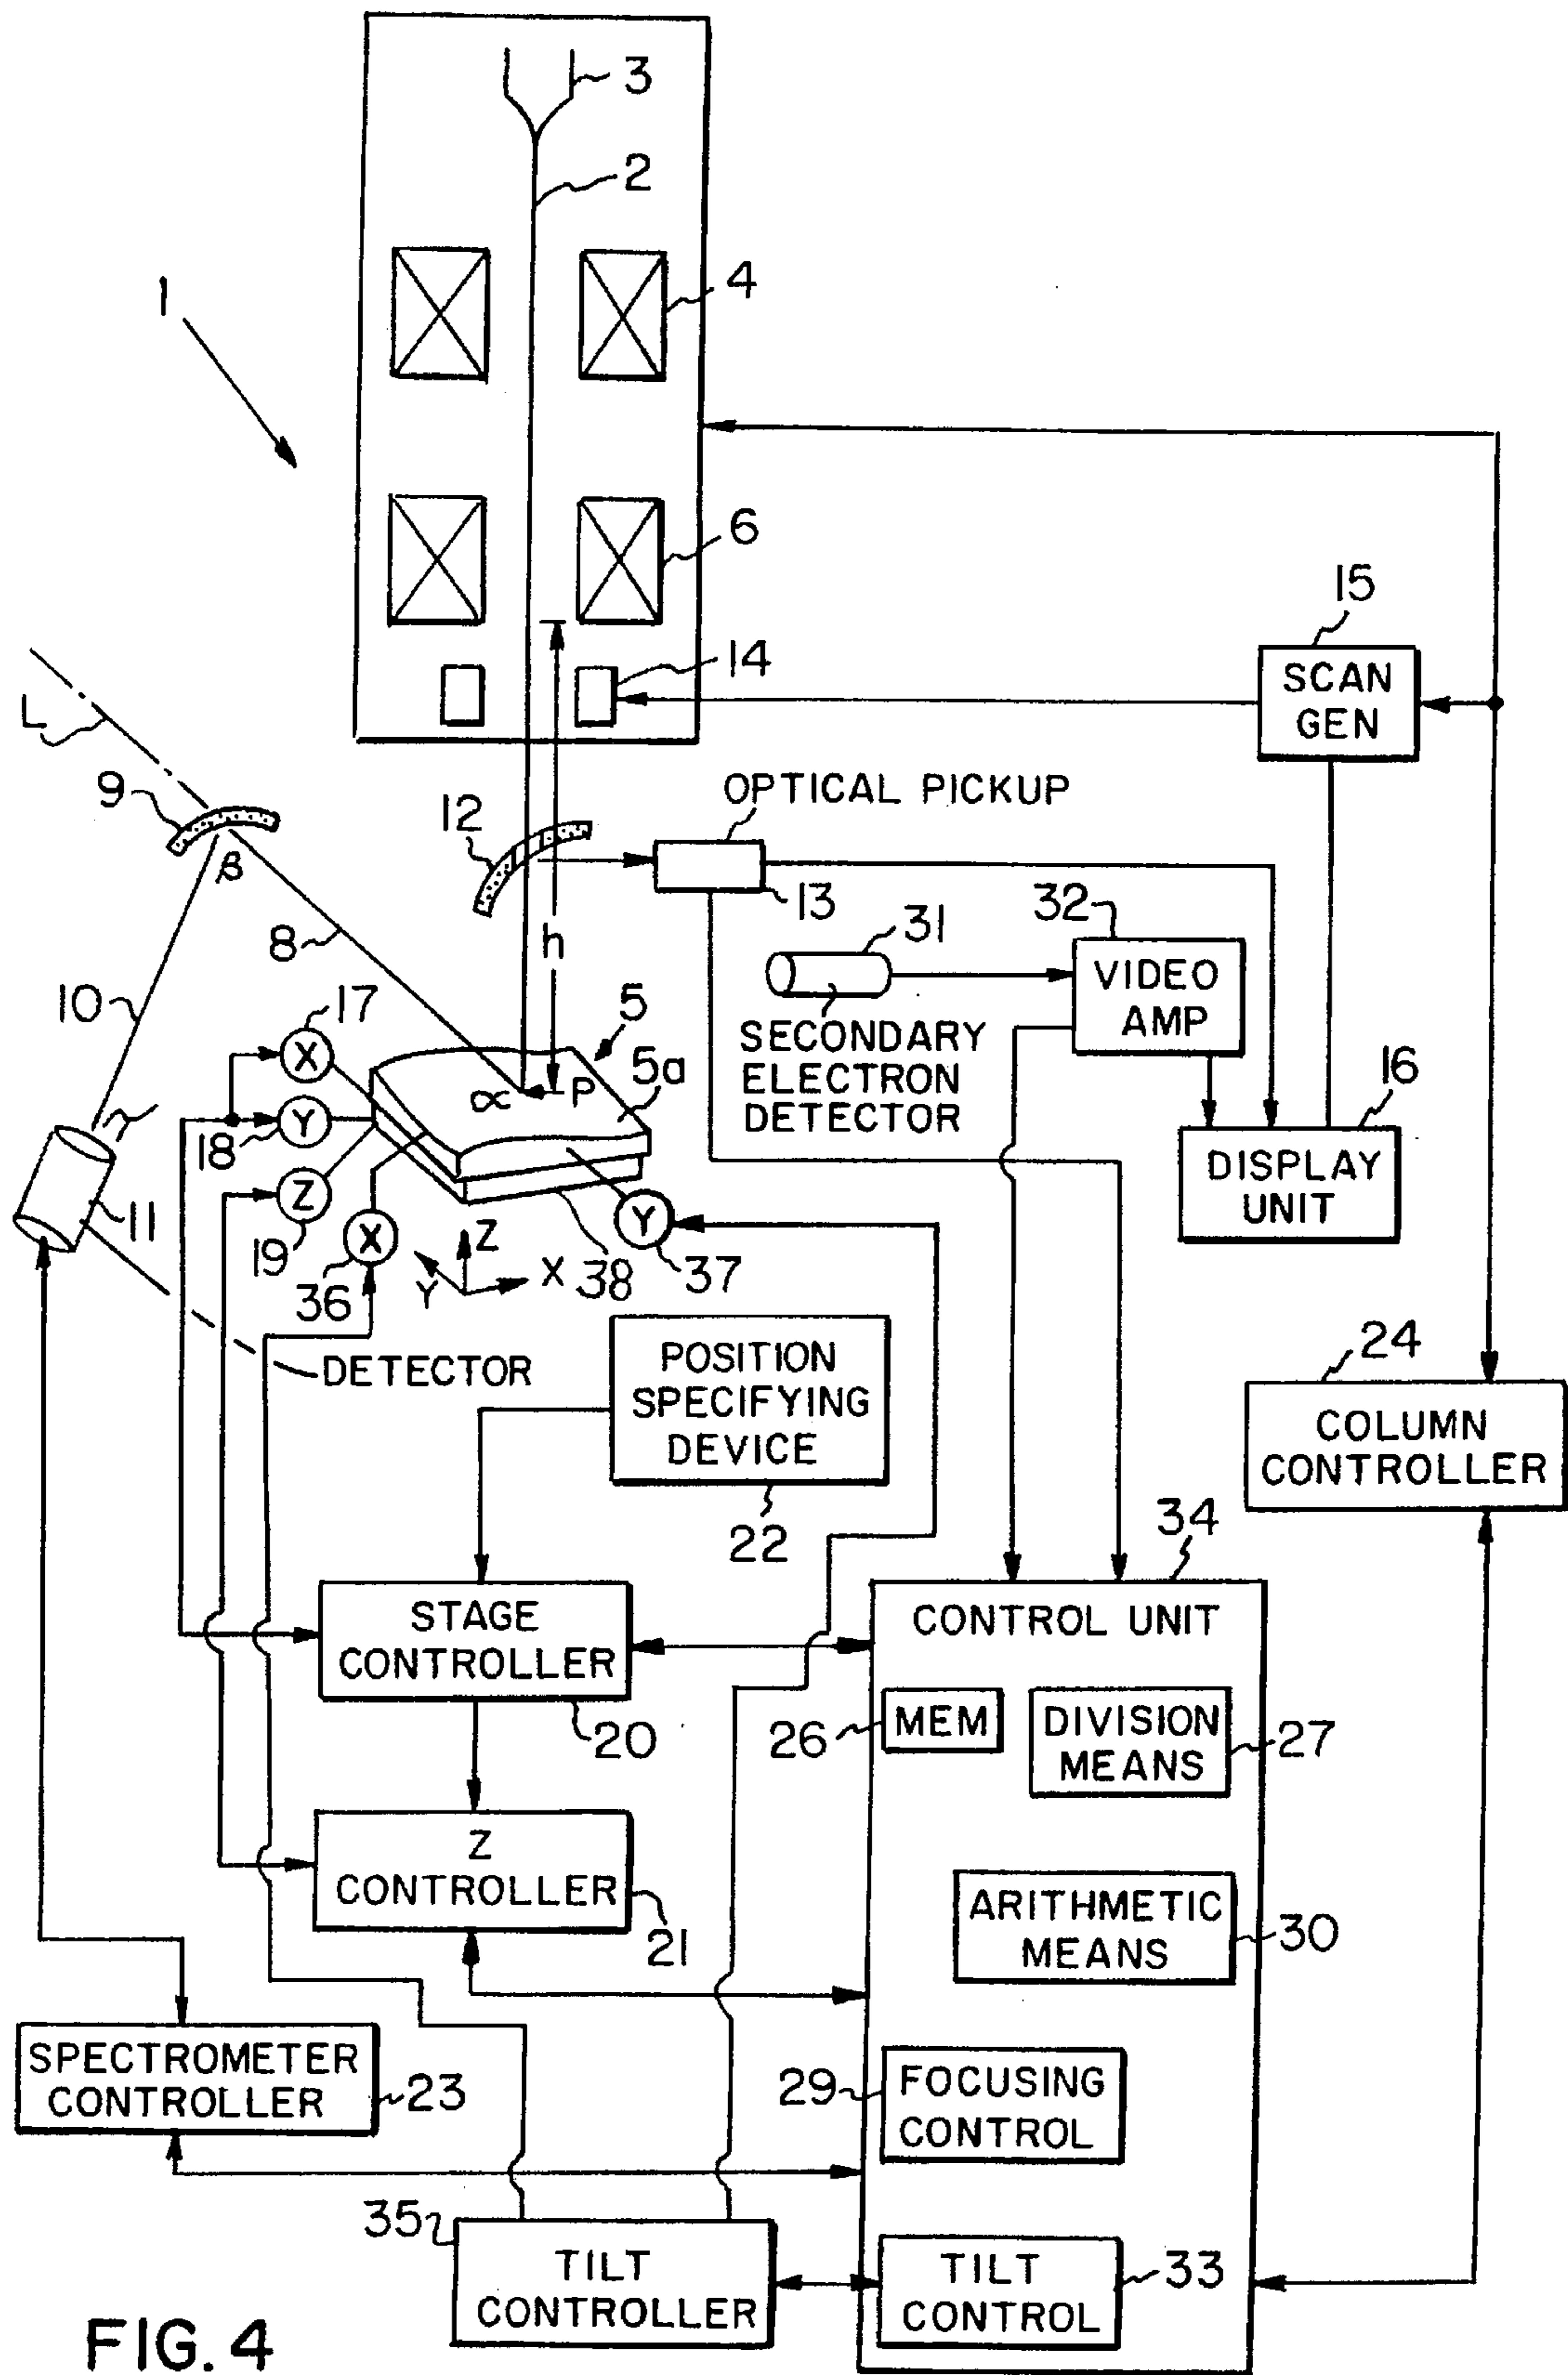 3
2
4
1
6
15
SCAN
GEN
14
L
OPTICAL PICKUP
9
12
β
13
h
31
32
VIDEO
AMP
8
10
17
X
5
SECONDARY
ELECTRON
DETECTOR
5a
α
P
16
Y
18
DISPLAY
UNIT
Z
11
19
X
36
Z
X
Y
38
Y
37
DETECTOR
POSITION
SPECIFYING
DEVICE
24
COLUMN
CONTROLLER
22
34
STAGE
CONTROLLER
CONTROL UNIT
20
26
MEM
DIVISION
MEANS
27
Z
CONTROLLER
21
ARITHMETIC
MEANS
30
SPECTROMETER
CONTROLLER
23
29
FOCUSING
CONTROL
35
TILT
CONTROLLER
TILT
CONTROL
33
FIG. 4